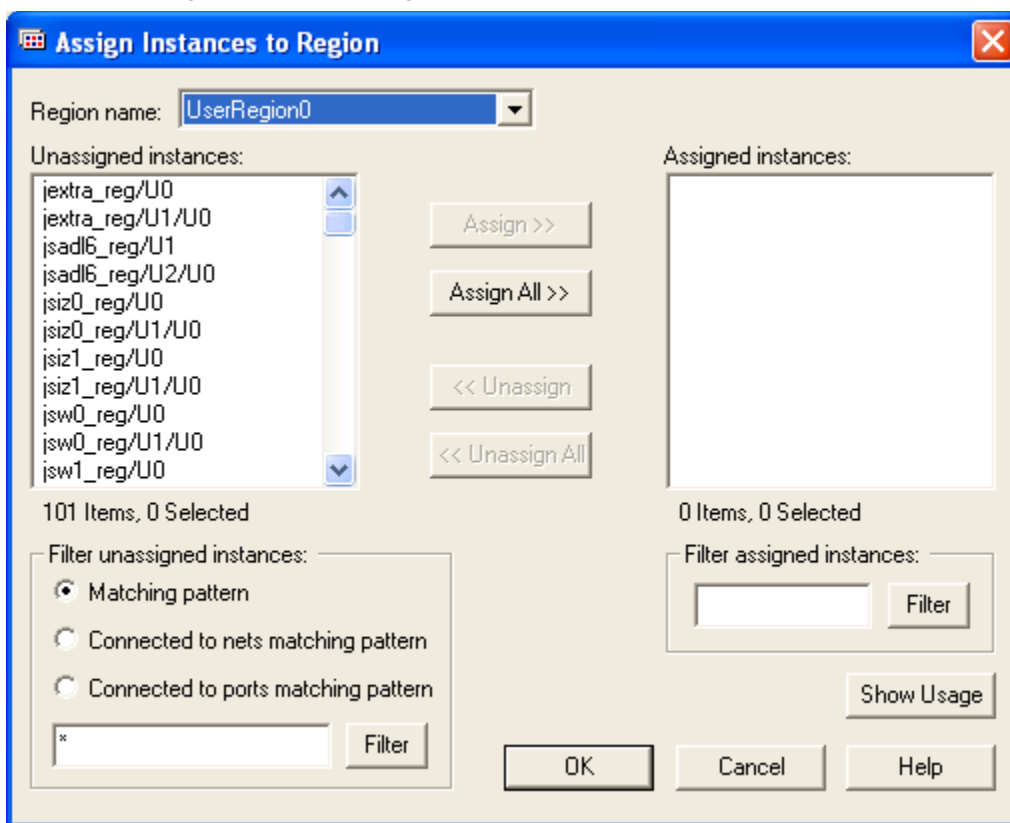 Assign Instances to Region
Region name: UserRegion0
Unassigned instances:
jextra_reg/U0
jextra_reg/U1/U0
jsadl6_reg/U1
jsadl6_reg/U2/U0
jsiz0_reg/U0
jsiz0_reg/U1/U0
jsiz1_reg/U0
jsiz1_reg/U1/U0
jsw0_reg/U0
jsw0_reg/U1/U0
jsw1_reg/U0
101 Items, 0 Selected
Assign >>
Assign All >>
<< Unassign
<< Unassign All
Assigned instances:
0 Items, 0 Selected
Filter unassigned instances:
Matching pattern
Connected to nets matching pattern
Connected to ports matching pattern
* Filter
Filter assigned instances:
Filter
Show Usage
OK Cancel Help